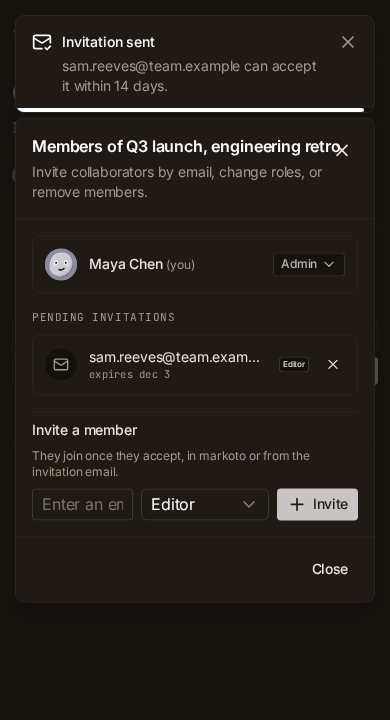 Invitation sent
sam.reeves@team.example can accept
it within 14 days.
Members of Q3 launch, engineering retro
Invite collaborators by email, change roles, or
remove members.
Maya Chen (you)
Admin
PENDING INVITATIONS
sam.reeves@team.exam...
expires dec 3
Editor
Invite a member
They join once they accept, in markoto or from the
invitation email.
Enter an en
Editor
Invite
Close